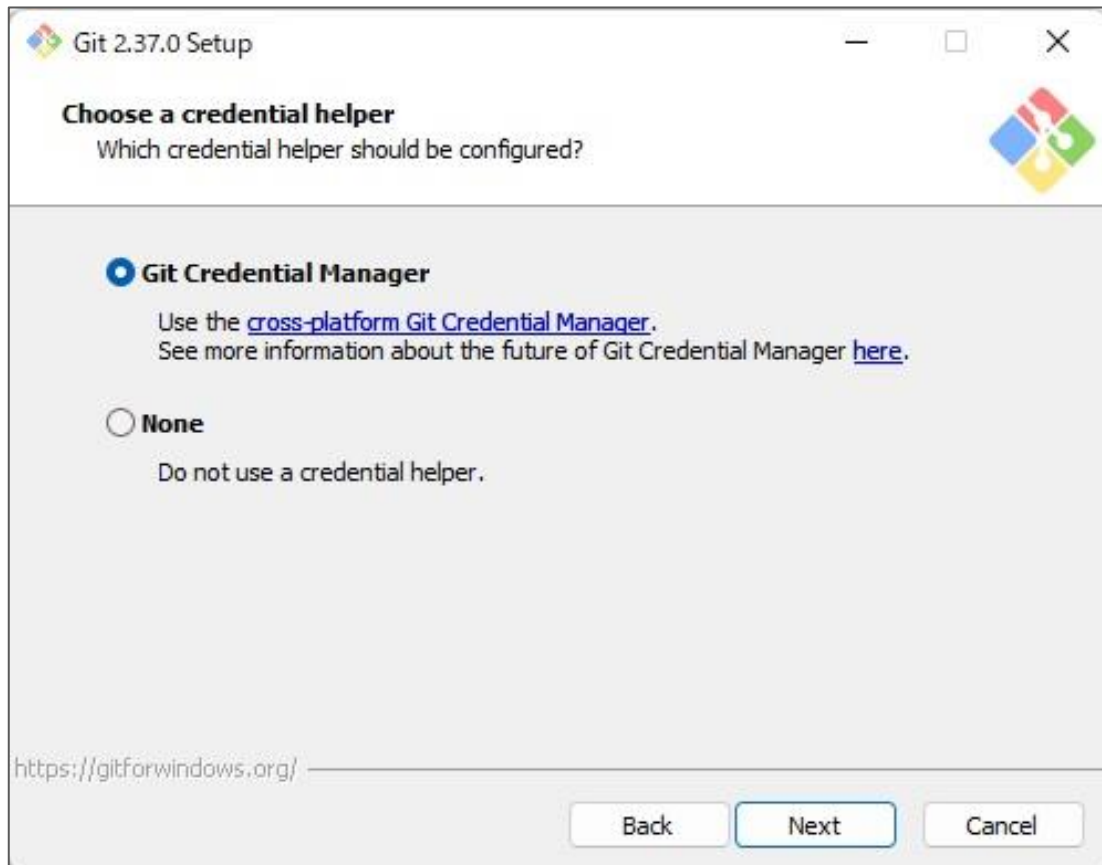 Git 2.37.0 Setup
Choose a credential helper
Which credential helper should be configured?
Git Credential Manager
Use the cross-platform Git Credential Manager.
See more information about the future of Git Credential Manager here.
None
Do not use a credential helper.
https://gitforwindows.org/
Back Next Cancel